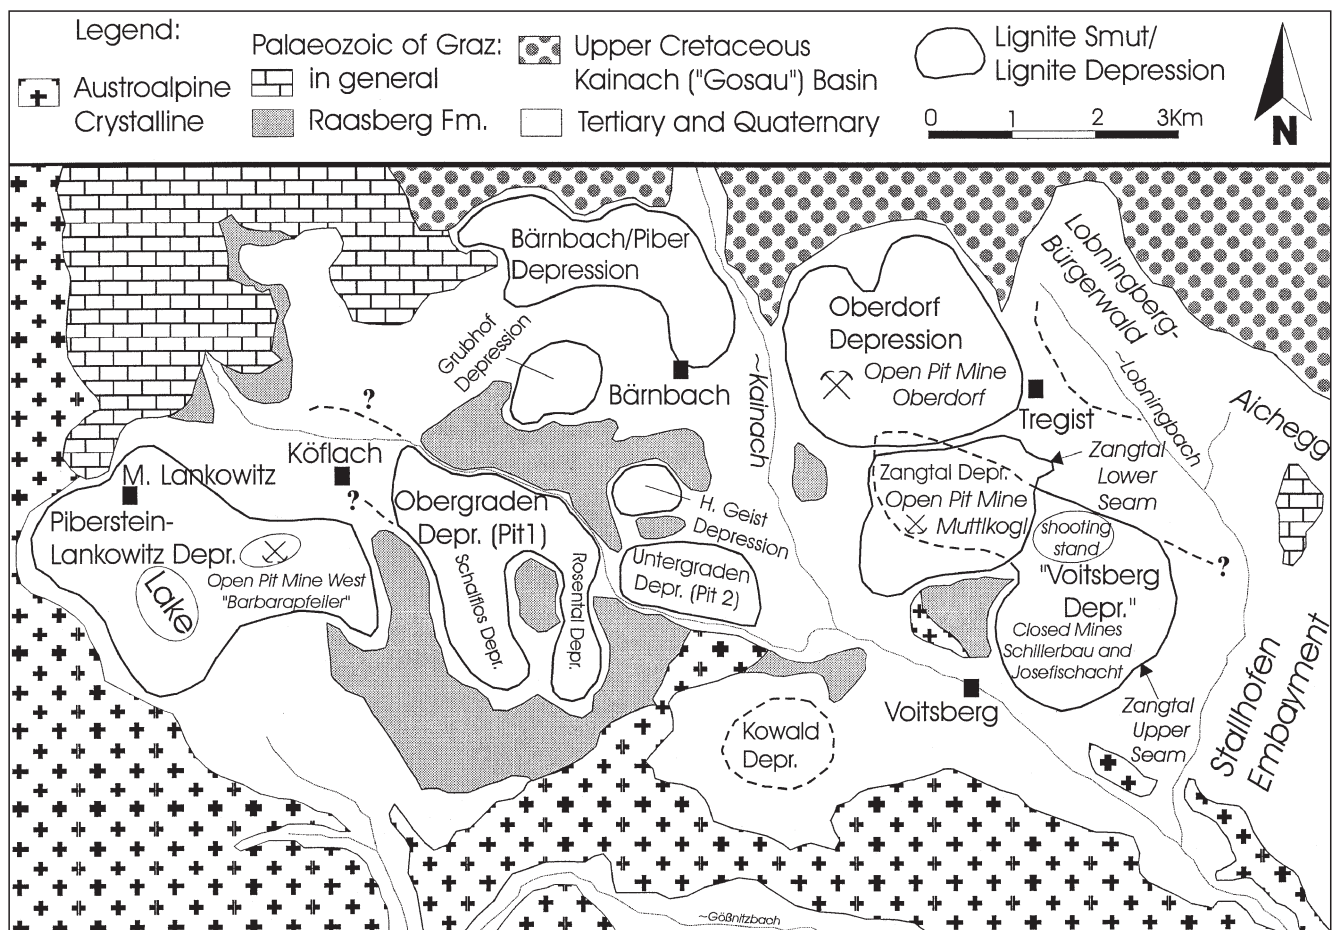 Legend:
Austroalpine
Crystalline
Palaeozoic of Graz:
in general
Raasberg Fm.
Upper Cretaceous
Kainach ("Gosau") Basin
Tertiary and Quaternary
Lignite Smut/
Lignite Depression
0 1 2 3Km
N
Bärnbach/Piber
Depression
Lobningberg-
Bürgerwald
Oberdorf
Depression
Open Pit Mine
Oberdorf
Grubhof
Depression
Bärnbach
~Kainach
Tregist
~Lobningbach
Aichegg
?
Köflach
M. Lankowitz
?
Piberstein-
Lankowitz Depr.
Open Pit Mine West
"Barbarapfeiler"
Lake
Obergraden
Depr. (Pit1)
Schafflos Depr.
Rosental Depr.
H. Geist
Depression
Untergraden
Depr. (Pit 2)
Zangtal Depr.
Open Pit Mine
Muttlkogl
Zangtal
Lower
Seam
shooting
stand
?
"Voitsberg
Depr."
Closed Mines
Schillerbau and
Josefischacht
Zangtal
Upper
Seam
Voitsberg
Kowald
Depr.
Stallhofen
Embayment
~Gößnitzbach